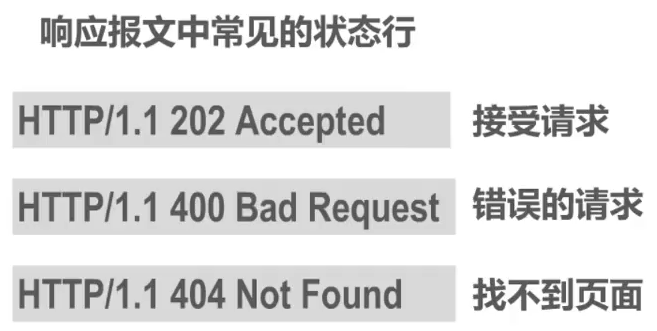 响应报文中常见的状态行
HTTP/1.1 202 Accepted 接受请求
HTTP/1.1 400 Bad Request 错误的请求
HTTP/1.1 404 Not Found 找不到页面